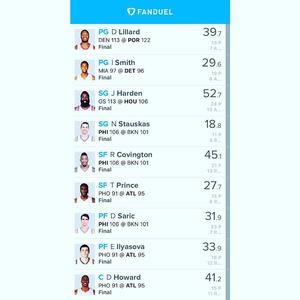 FANDUEL
PG D Lillard
39.7
DEN 113 @ POR 122
Final
PG I Smith
29.6
MIA 97 @ DET 96
Final
SG J Harden
52.7
GS 113 @ HOU 106
Final
SG N Stauskas
18.8
PHI 106 @ BKN 101
Final
SF R Covington
45.1
PHI 106 @ BKN 101
Final
SF T Prince
27.7
PHO 91 @ ATL 95
Final
PF D Saric
31.9
PHI 106 @ BKN 101
Final
PF E Ilyasova
33.9
PHO 91 @ ATL 95
Final
C D Howard
41.2
PHO 91 @ ATL 95
Final